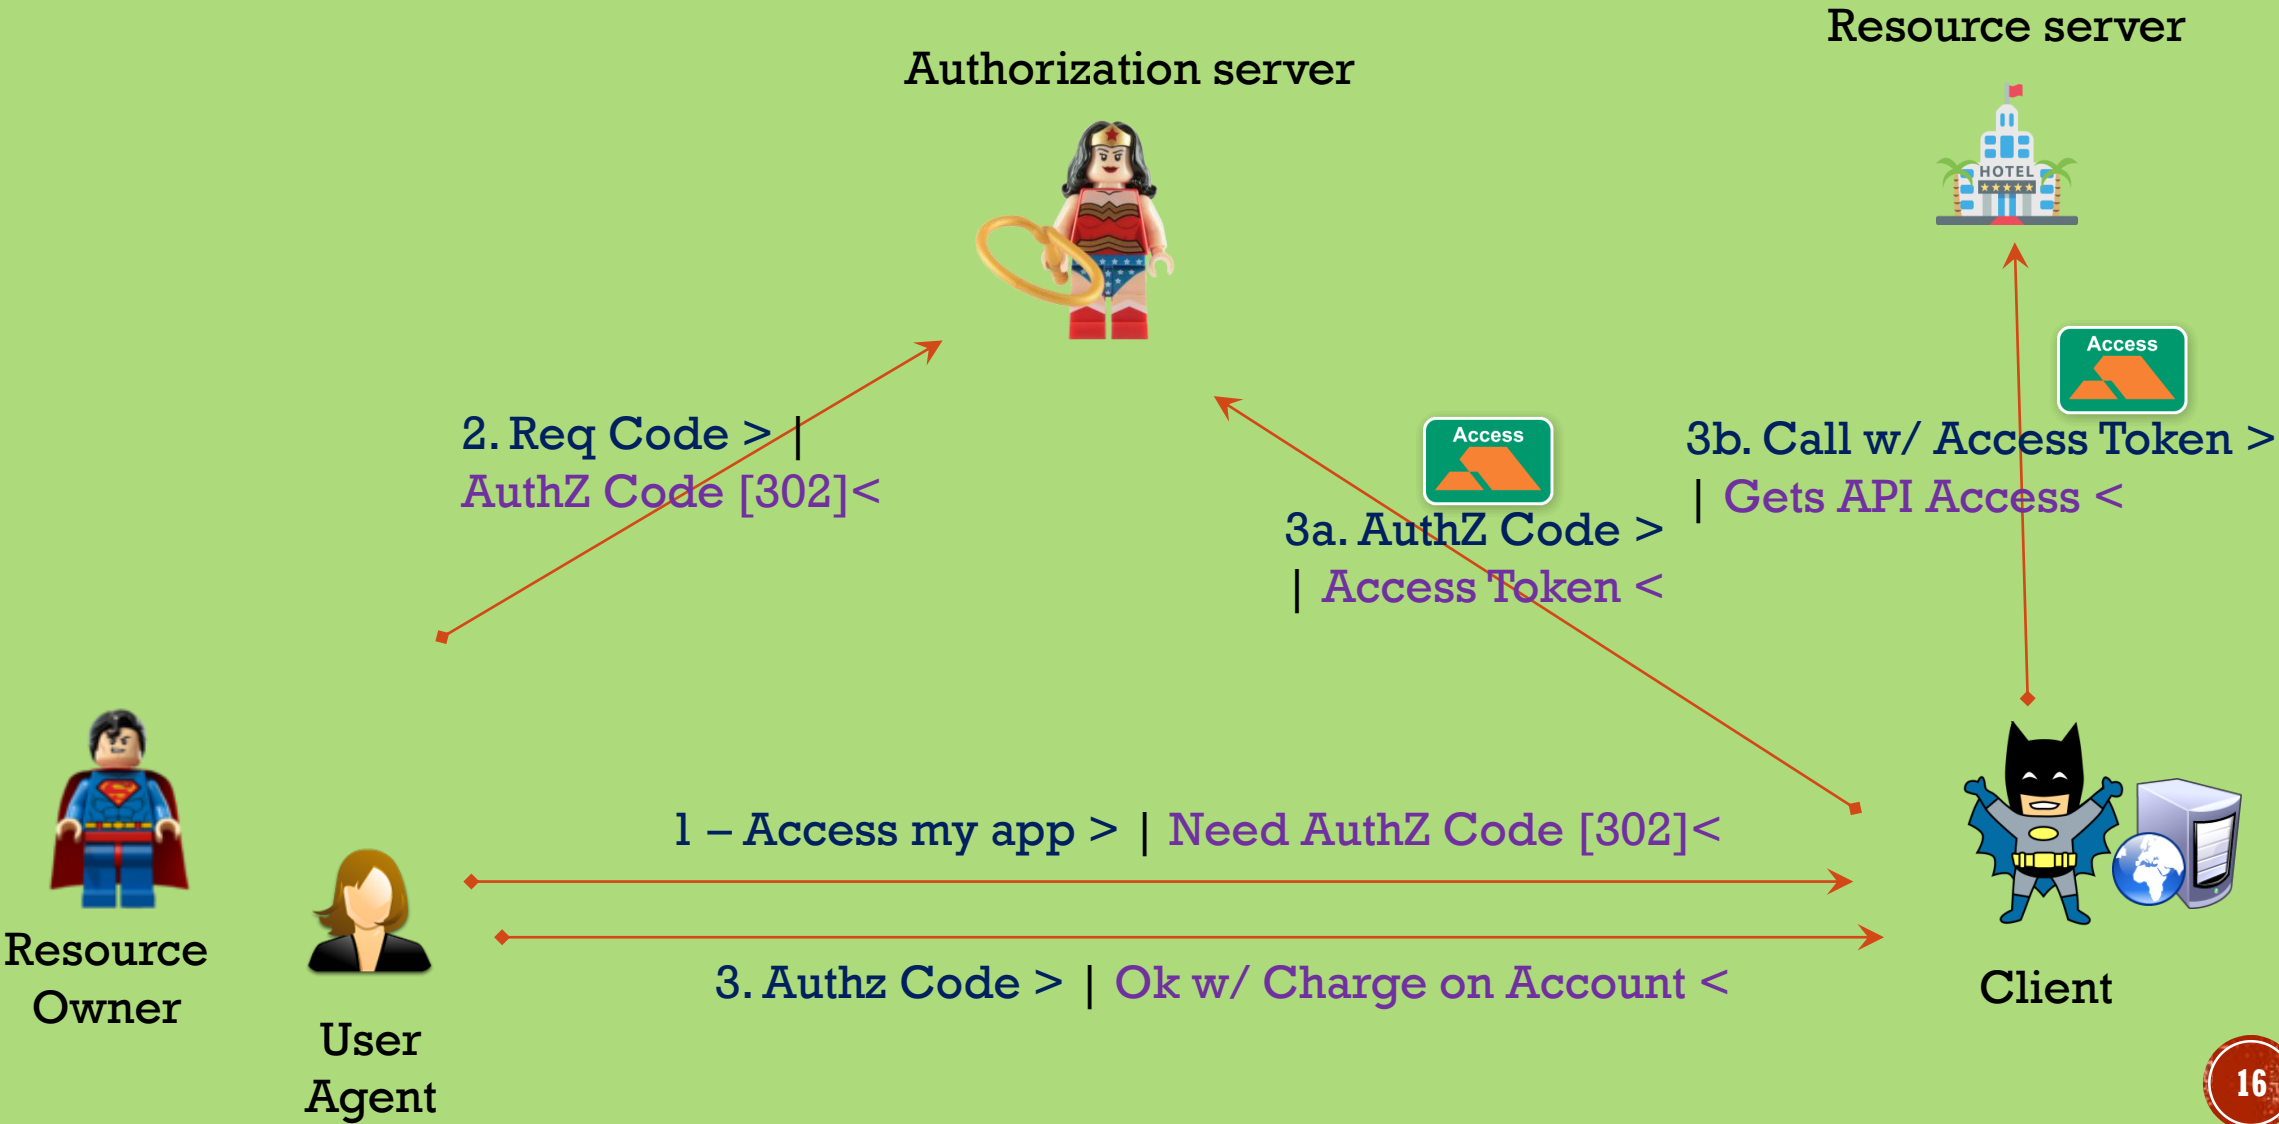 Resource server
Authorization server
HOTEL
Access
2. Req Code > |
AuthZ Code [302]<
Access
3b. Call w/ Access Token >
| Gets API Access <
3a. AuthZ Code >
| Access Token <
1 – Access my app > | Need AuthZ Code [302]<
Resource
Owner
3. Authz Code > | Ok w/ Charge on Account <
Client
User
Agent
16